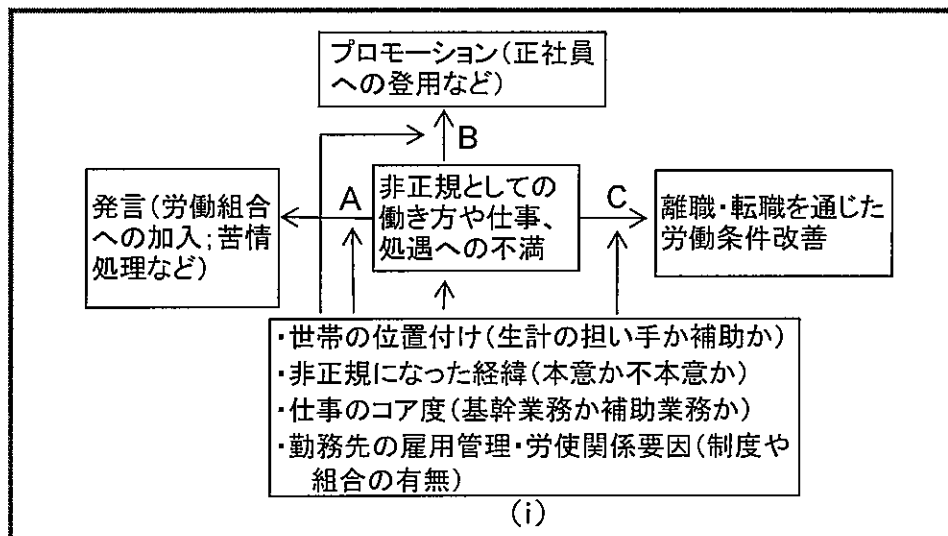 プロモーション(正社員
への登用など)
B
発言(労働組合
への加入;苦情
処理など)
A
非正規としての
働き方や仕事、
処遇への不満
C
離職・転職を通じた
労働条件改善
・世帯の位置付け(生計の担い手か補助か)
・非正規になった経緯(本意か不本意か)
・仕事のコア度(基幹業務か補助業務か)
・勤務先の雇用管理・労使関係要因(制度や
組合の有無)
(i)